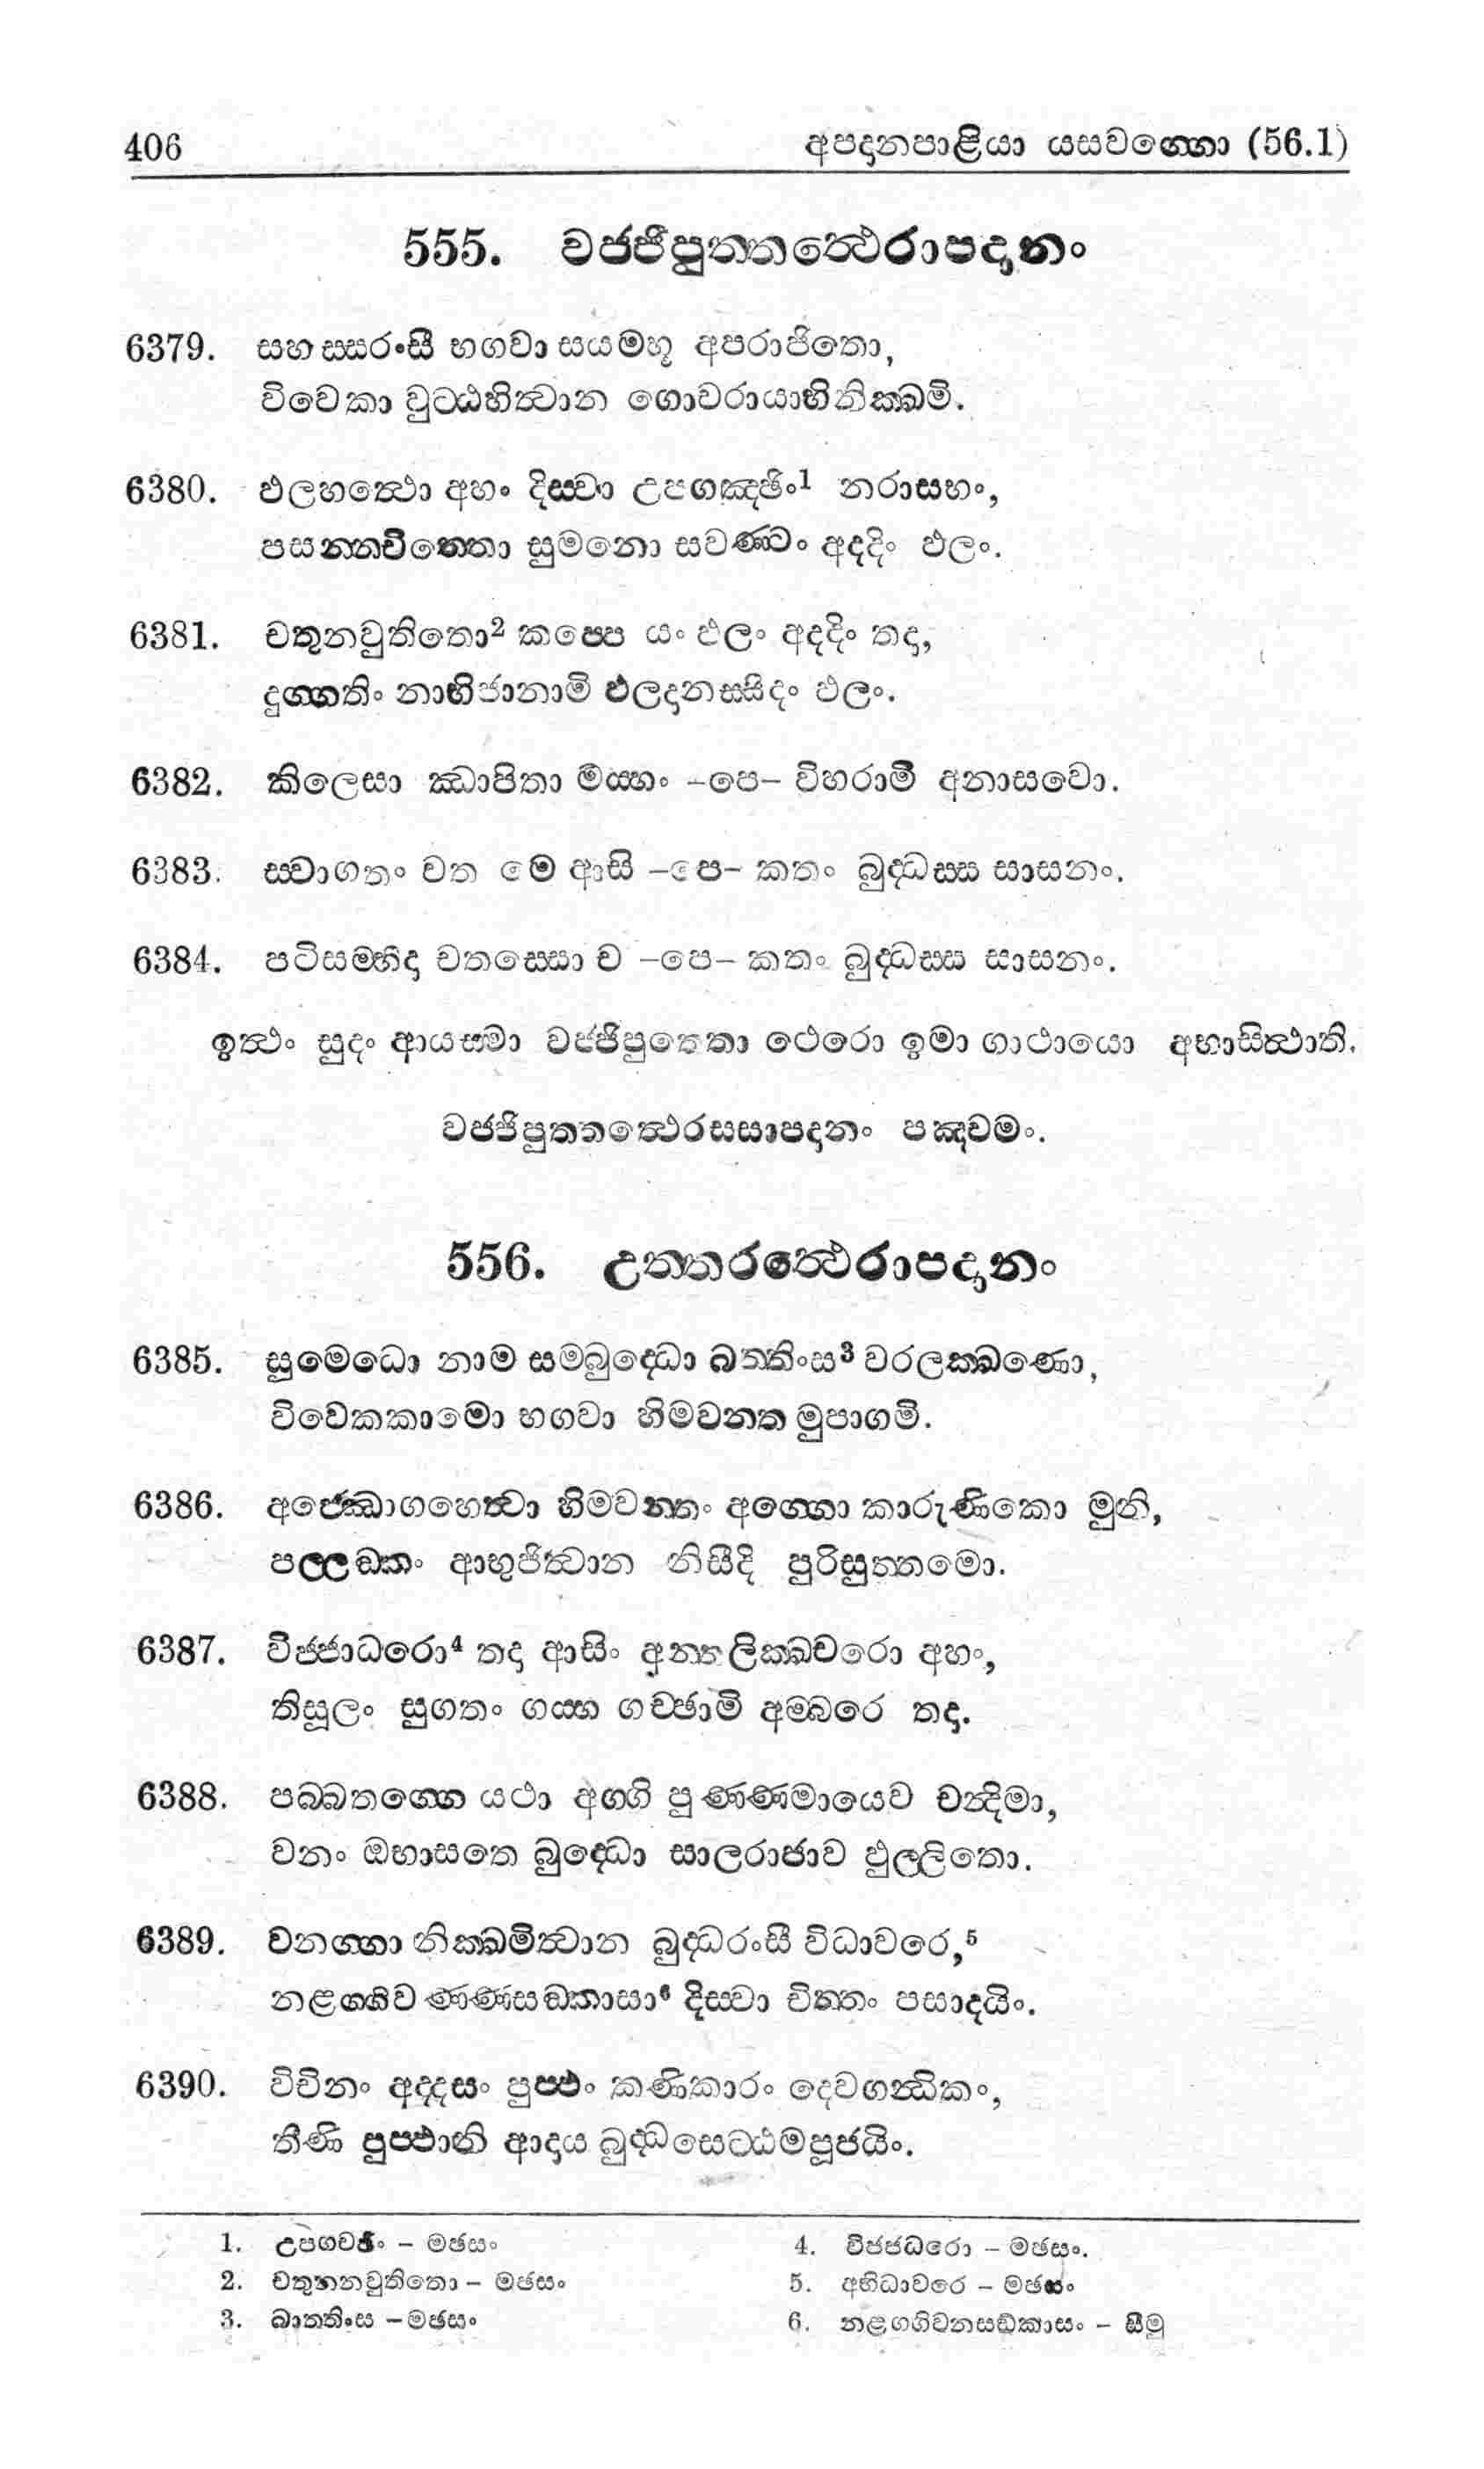 406 අපදානපාළියා යසවග්ගො (56.1)
555. වජ්ජීපුත්තත්ථෙරාපදානං
6379. සහස්සරංසී භගවා සයම්භූ අපරාජිතො,
විවෙකා වුට්ඨහිත්වාන ගොචරායාභිනික්ඛමි.
6380. ඵලහත්ථො අහං දිස්වා උපගඤ්ඡිං1 නරාසභං,
පසන්නචිත්තො සුමනො සවණ්ටං අදදිං ඵලං.
6381. චතුනවුතිතො2 කප්පෙ යං ඵලං අදදිං තදා,
දුග්ගතිං නාභිජානාමි ඵලදානස්සිදං ඵලං.
6382. කිලෙසා ඣාපිතා මය්හං –පෙ– විහරාමි අනාසවො.
6383. ස්වාගතං වත මෙ ආසි –පෙ– කතං බුද්ධස්ස සාසනං.
6384. පටිසම්භිදා චතස්සො ච –පෙ– කතං බුද්ධස්ස සාසනං.
ඉත්ථං සුදං ආයස්මා වජ්ජිපුත්තො ථෙරො ඉමා ගාථායො අභාසිත්ථාති.
වජ්ජිපුත්තත්ථෙරස්සාපදානං පඤ්චමං.
556. උත්තරත්ථෙරාපදානං
6385. සුමෙධො නාම සම්බුද්ධො බත්තිංස3 වරලක්ඛණො,
විවෙකකාමො භගවා හිමවන්ත මුපාගමි.
6386. අජ්ඣොගහෙත්වා හිමවන්තං අග්ගො කාරුණිකො මුනි,
පල්ලඞ්කං ආභුජිත්වාන නිසීදි පුරිසුත්තමො.
6387. විජ්ජාධරො4 තදා ආසිං අන්තලික්ඛචරො අහං,
තිසූලං සුගතං ගය්හ ගච්ඡාමි අම්බරෙ තදා.
6388. පබ්බතග්ගෙ යථා අග්ගි පුණ්ණමායෙව චන්දිමා,
වනං ඔභාසතෙ බුද්ධො සාලරාජාව ඵුල්ලිතො.
6389. වනග්ගා නික්ඛමිත්වාන බුද්ධරංසී විධාවරෙ,5
නළග්ගිව ණ්ණසඞ්කාසා6 දිස්වා චිත්තං පසාදයිං.
6390. විචිනං අද්දසං පුප්ඵං කණිකාරං දෙවගන්ධිකං,
තීණි පුප්ඵානි ආදාය බුද්ධසෙට්ඨමපූජයිං.
1. උපගච්ඡිං – මඡසං
2. චතුන්නවුතිතො – මඡසං
3. බාත්තිංස – මඡසං
4. විජ්ජධරො – මඡසං.
5. අභිධාවරෙ – මඡසං
6. නළග්ගිවනසඞ්කාසං – සීමු